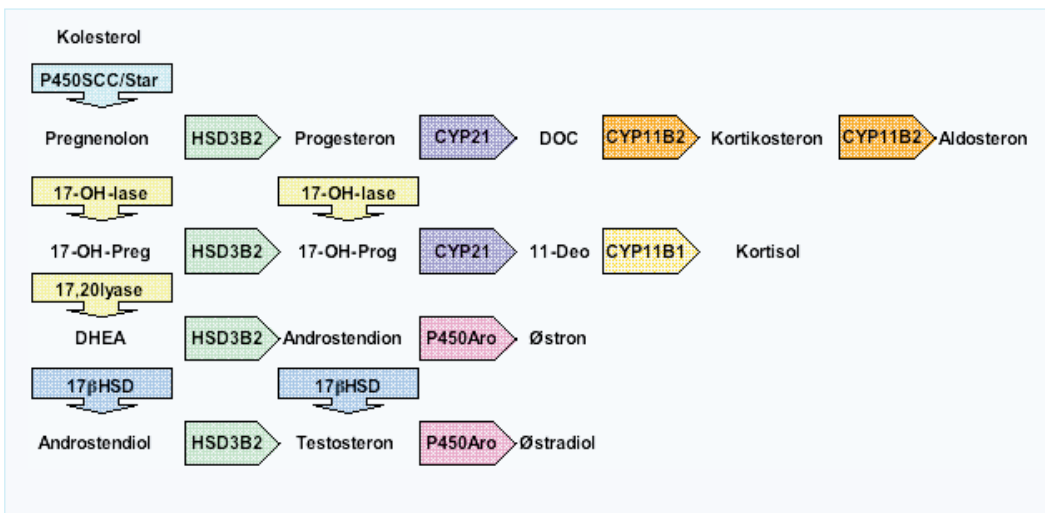 Kolesterol
P450SCC/Star
Pregnenolon HSD3B2 Progesteron CYP21 DOC CYP11B2 Kortikosteron CYP11B2 Aldosteron
17-OH-lase 17-OH-lase
17-OH-Preg HSD3B2 17-OH-Prog CYP21 11-Deo CYP11B1 Kortisol
17,20lyase
DHEA HSD3B2 Androstendion P450Aro Østron
17βHSD 17βHSD
Androstendiol HSD3B2 Testosteron P450Aro Østradiol